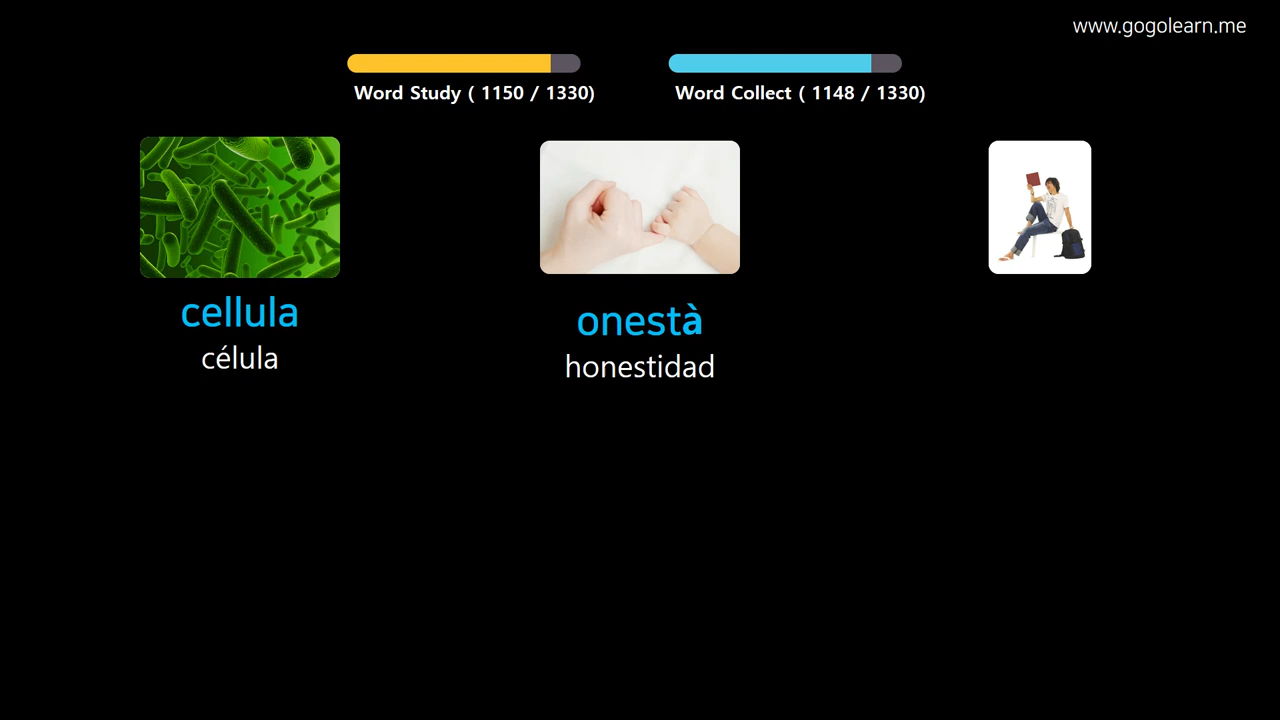 www.gogolearn.me
Word Study ( 1150 / 1330)
Word Collect ( 1148 / 1330)
cellula
célula
onestà
honestidad